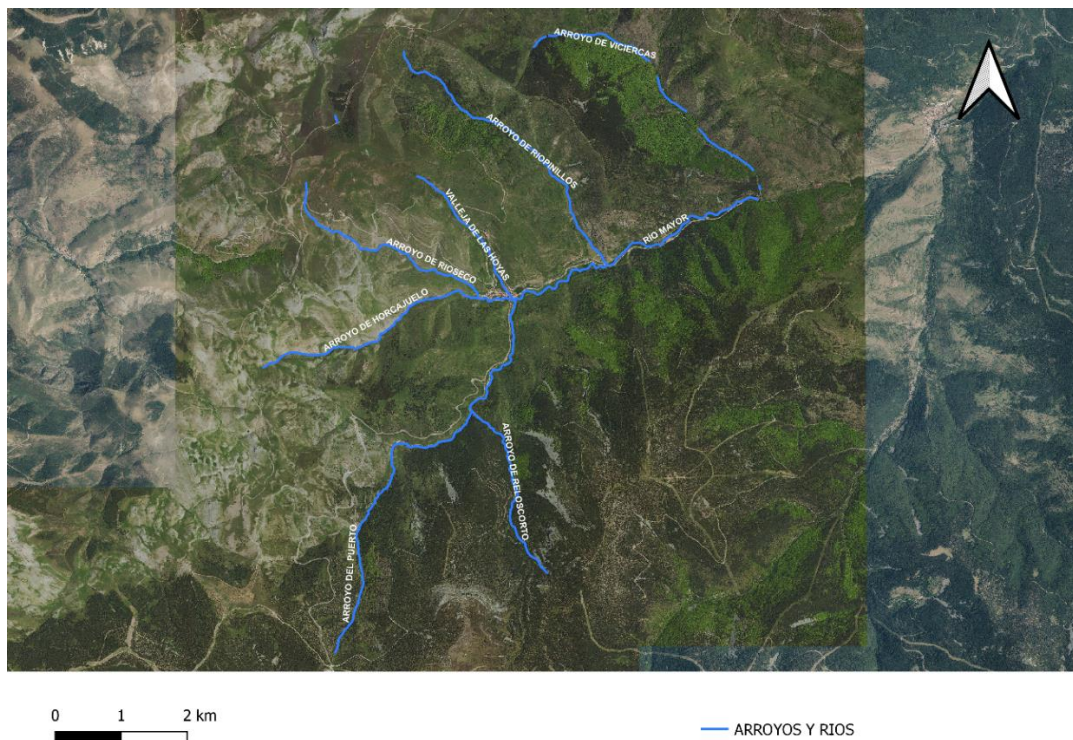 ARROYO DE VICIERCAS
ARROYO DE RIOPINILLOS
VALLEJA DE LAS HOYAS
RÍO MAYOR
ARROYO DE RIOSECO
ARROYO DE HORCAJUELO
ARROYO DE RELOSCORTO
ARROYO DEL PUERTO
0 1 2 km
ARROYOS Y RIOS